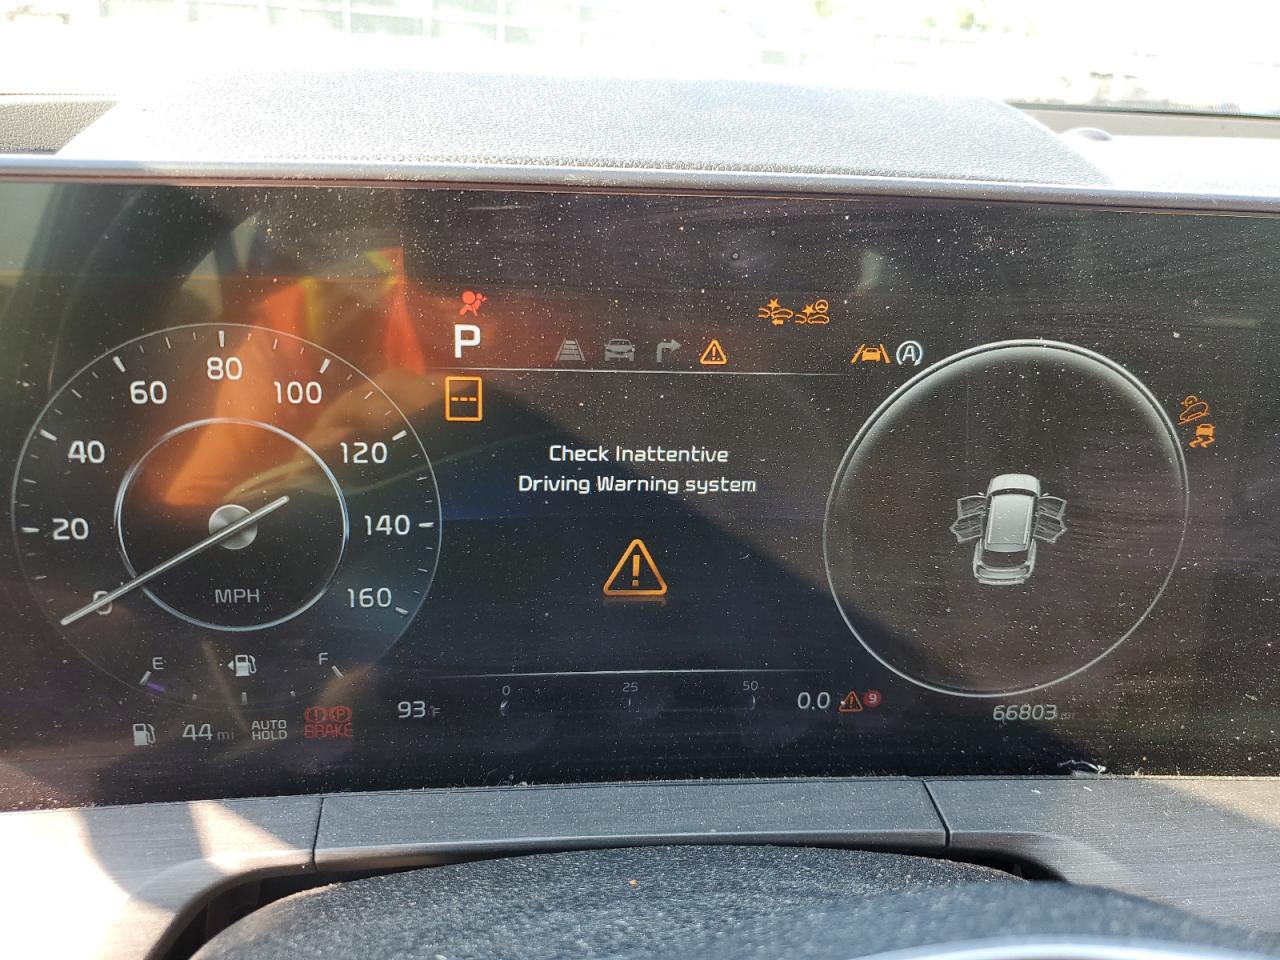 P
60
80
100
40
120
20
140
0
160
MPH
Check Inattentive
Driving Warning system
A
E
F
44 mi
AUTO
HOLD
P
BRAKE
93 °F
0
25
50
0.0
9
66803